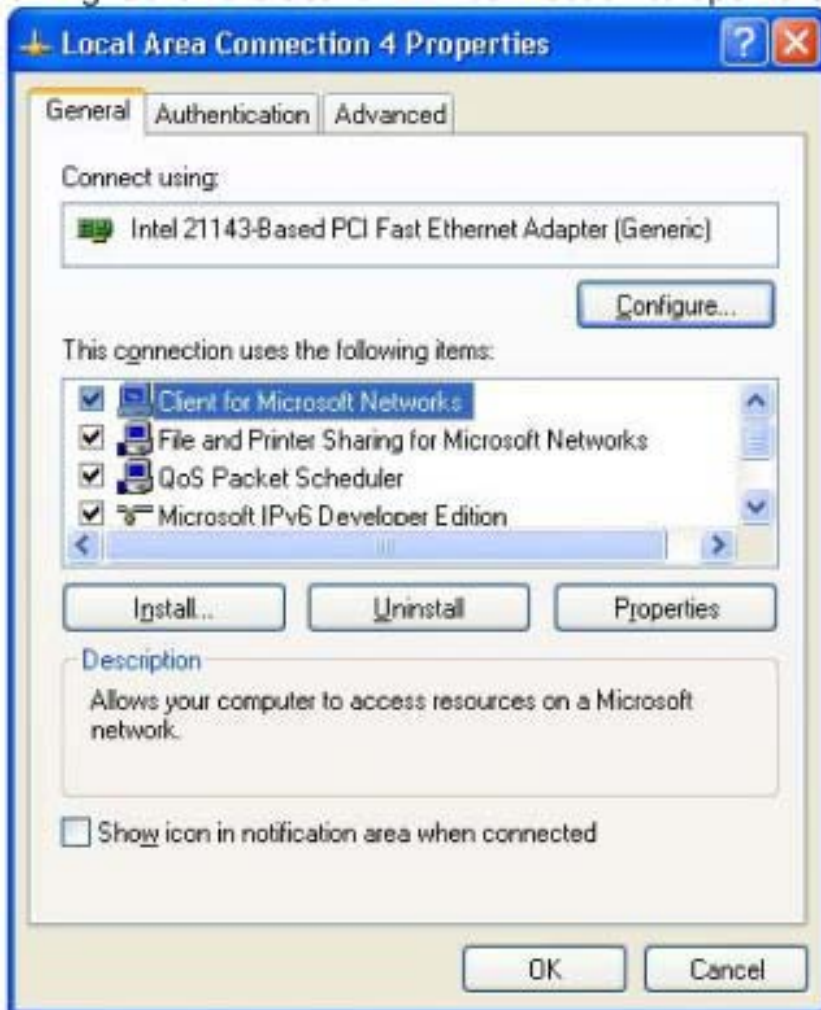 Local Area Connection 4 Properties
General
Authentication
Advanced
Connect using:
Intel 21143-Based PCI Fast Ethernet Adapter (Generic)
Configure...
This connection uses the following items:
Client for Microsoft Networks
File and Printer Sharing for Microsoft Networks
QoS Packet Scheduler
Microsoft IPv6 Developer Edition
Install...
Uninstall
Properties
Description
Allows your computer to access resources on a Microsoft
network.
Show icon in notification area when connected
OK
Cancel